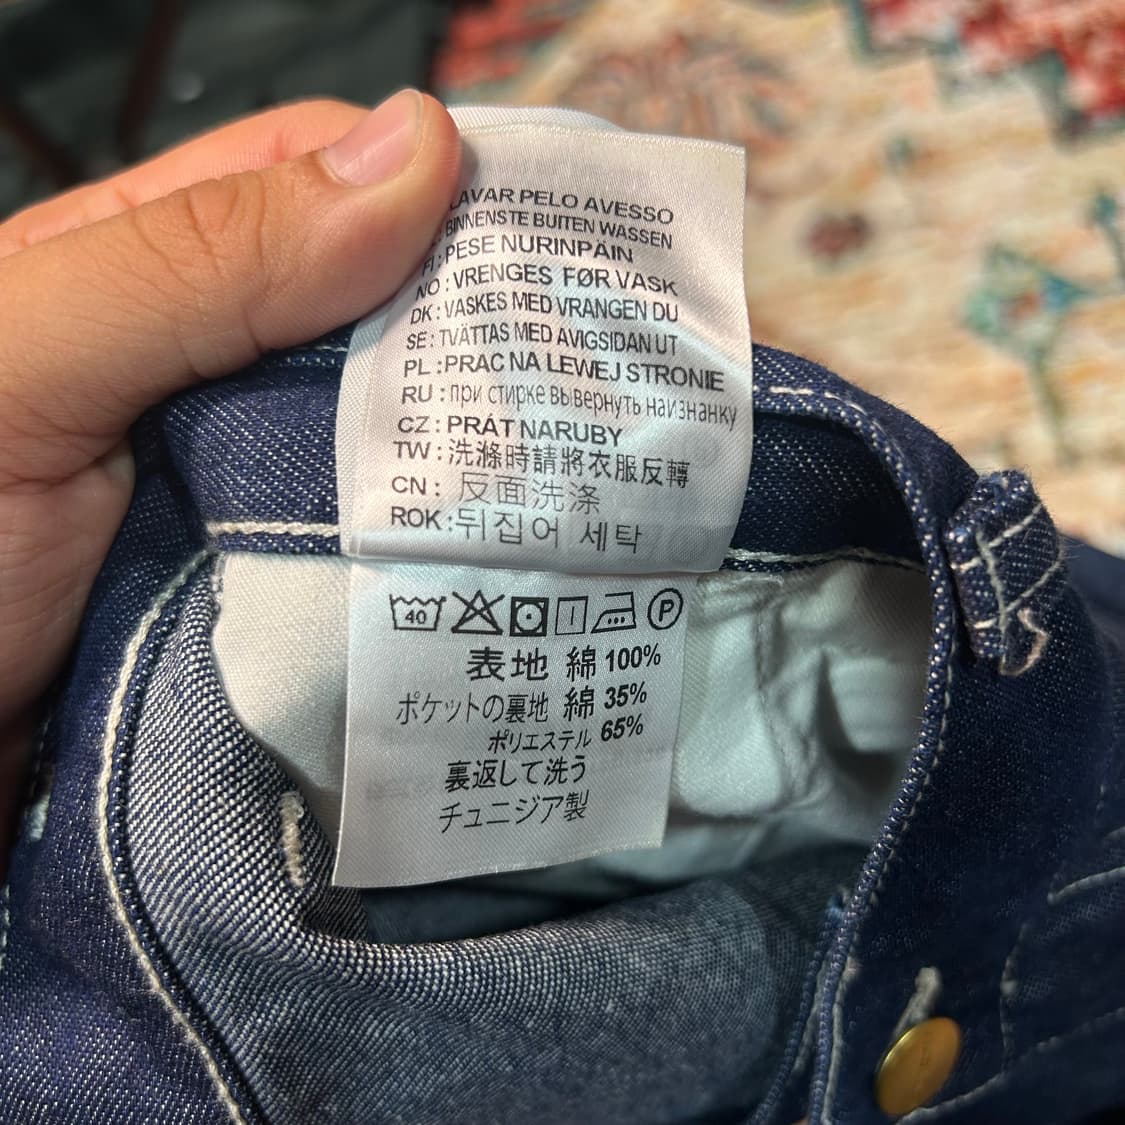 LAVAR PELO AVESSO
BINNENSTE BUITEN WASSEN
FI : PESE NURINPÄIN
NO : VRENGES FØR VASK
DK : VASKES MED VRANGEN DU
SE : TVÄTTAS MED AVIGSIDAN UT
PL : PRAC NA LEWEJ STRONIE
RU : при стирке вывернуть наизнанку
CZ : PRÁT NARUBY
TW : 洗滌時請將衣服反轉
CN : 反面洗涤
ROK : 뒤집어 세탁
40 P
表地 綿 100%
ポケットの裏地 綿 35%
ポリエステル 65%
裏返して洗う
チュニジア製